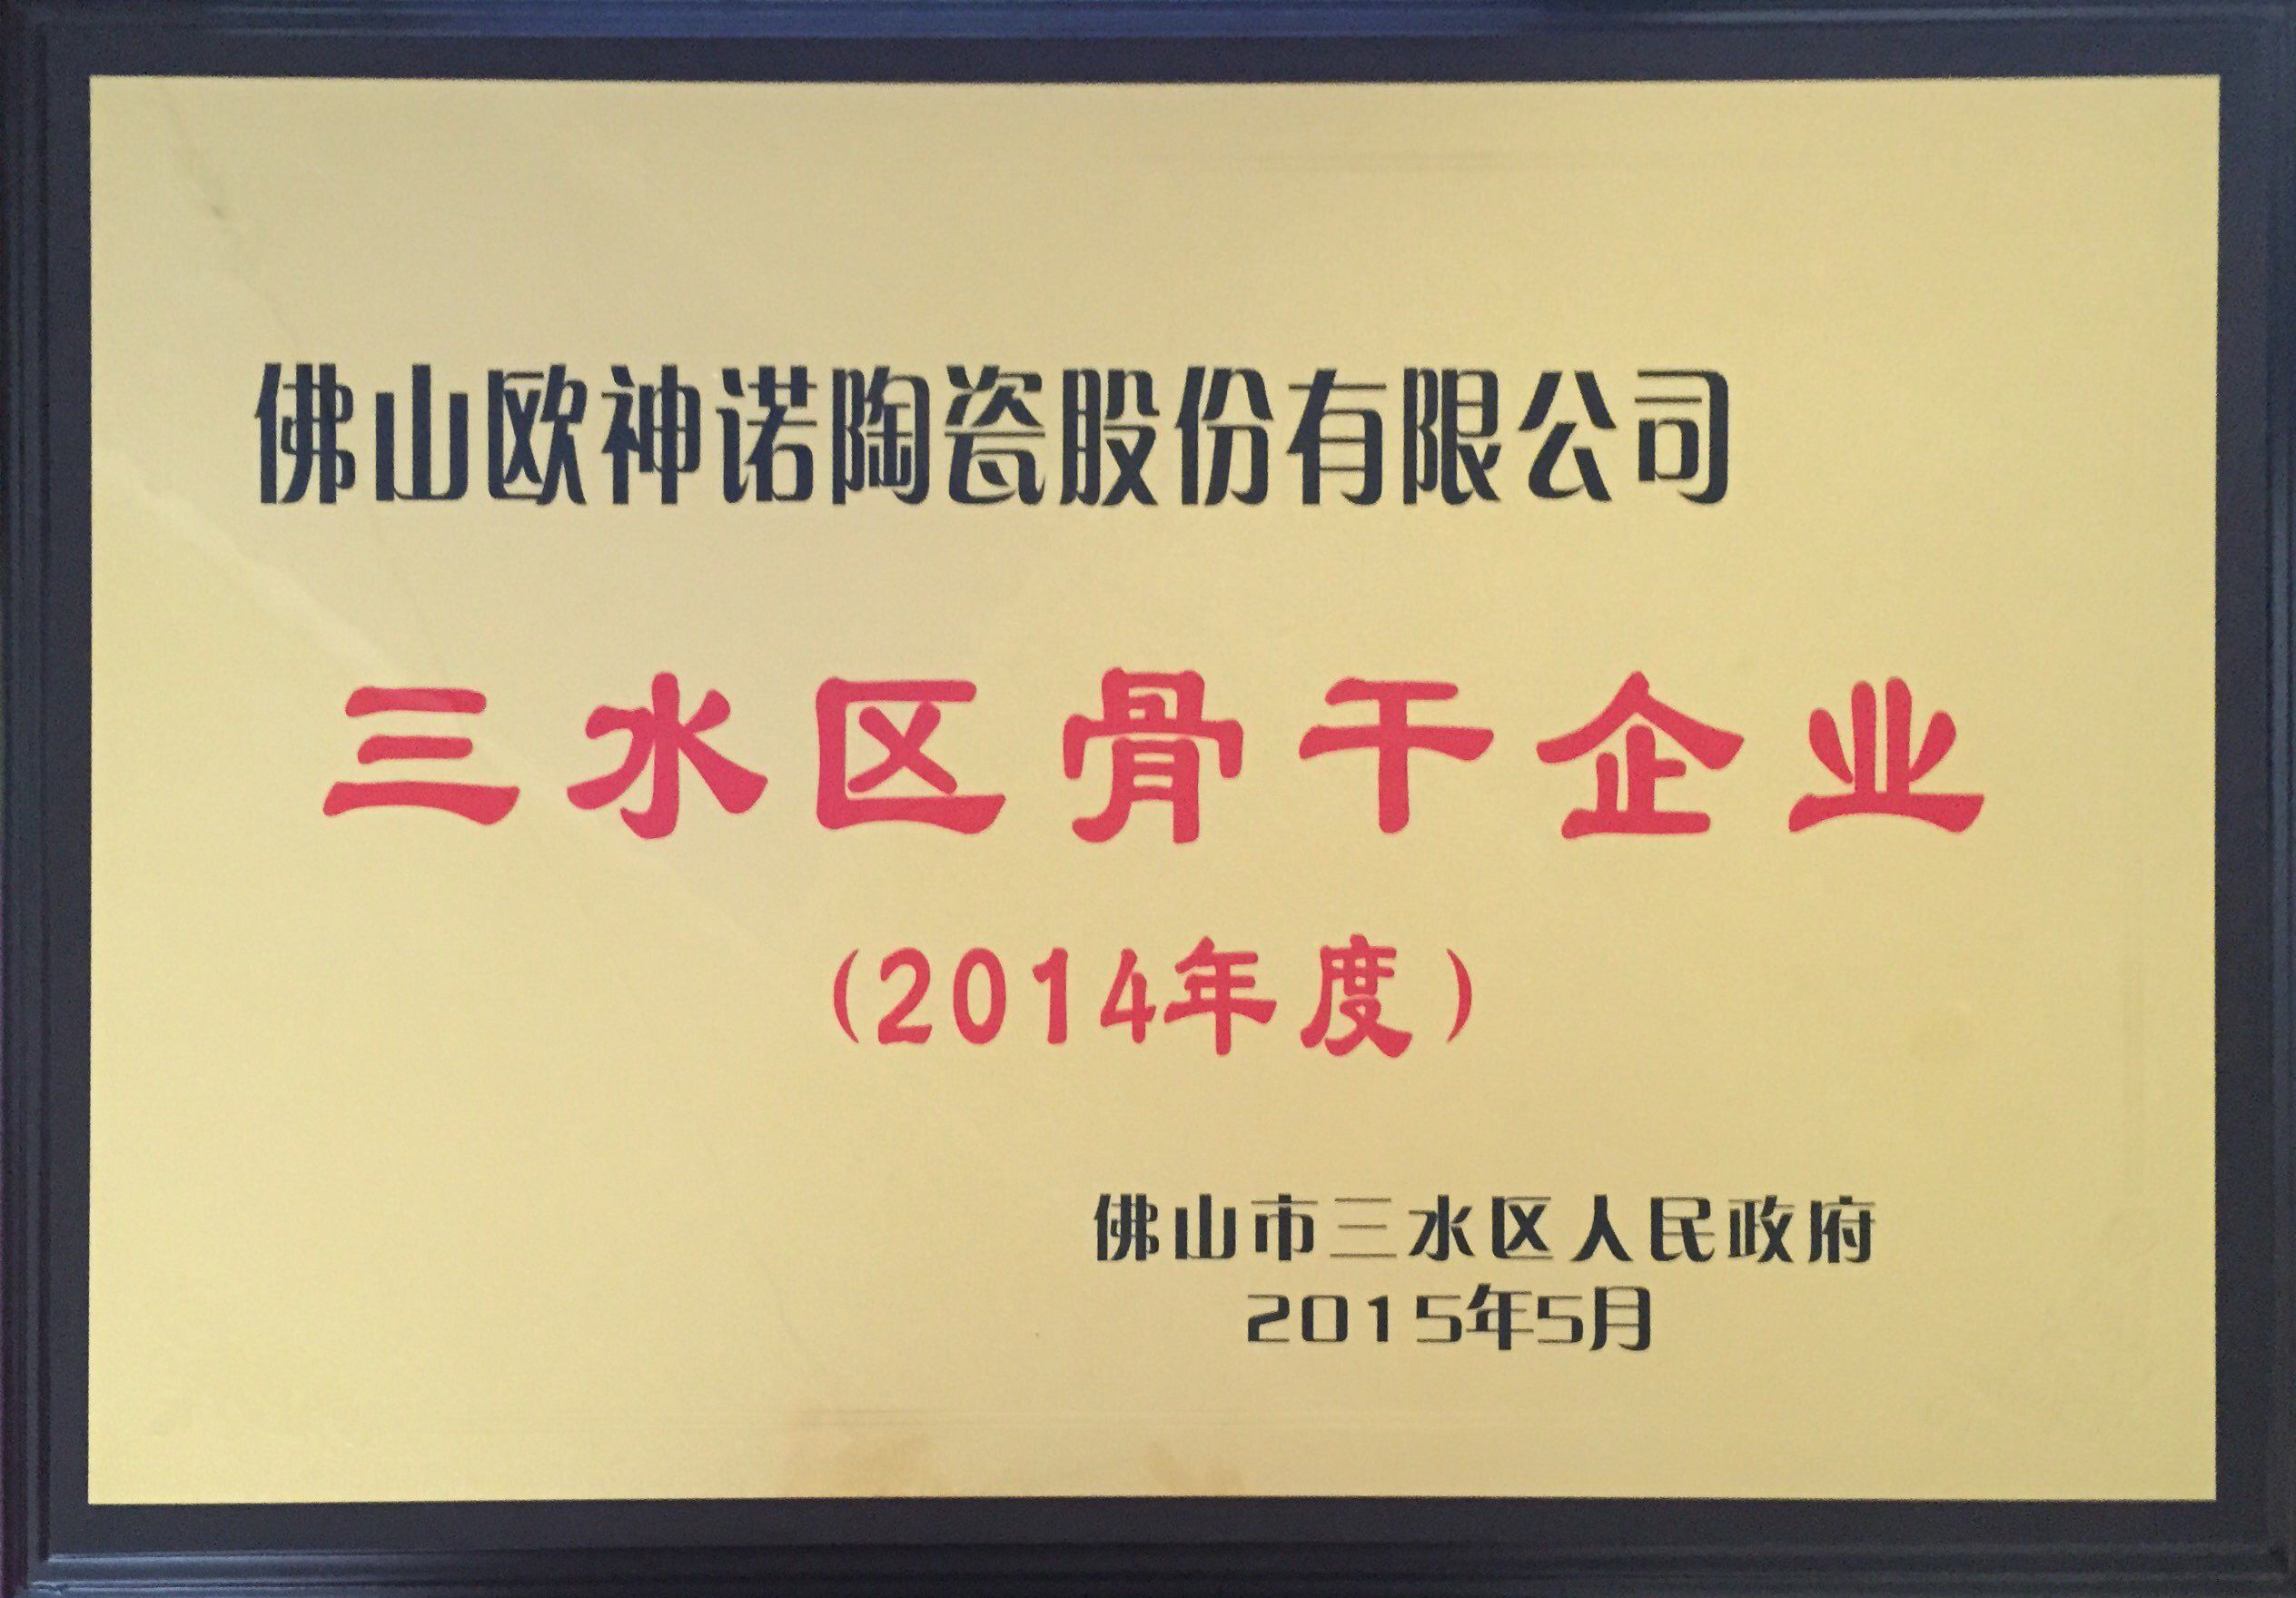 佛山欧神诺陶瓷股份有限公司
三水区骨干企业
（2014年度）
佛山市三水区人民政府
2015年5月